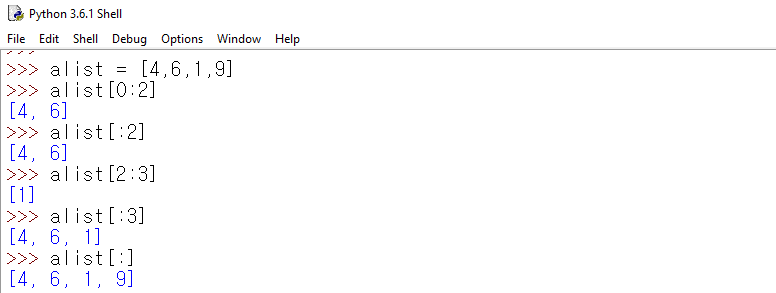 Python 3.6.1 Shell
File Edit Shell Debug Options Window Help
>>>
>>> alist = [4,6,1,9]
>>> alist[0:2]
[4, 6]
>>> alist[:2]
[4, 6]
>>> alist[2:3]
[1]
>>> alist[:3]
[4, 6, 1]
>>> alist[:]
[4, 6, 1, 9]